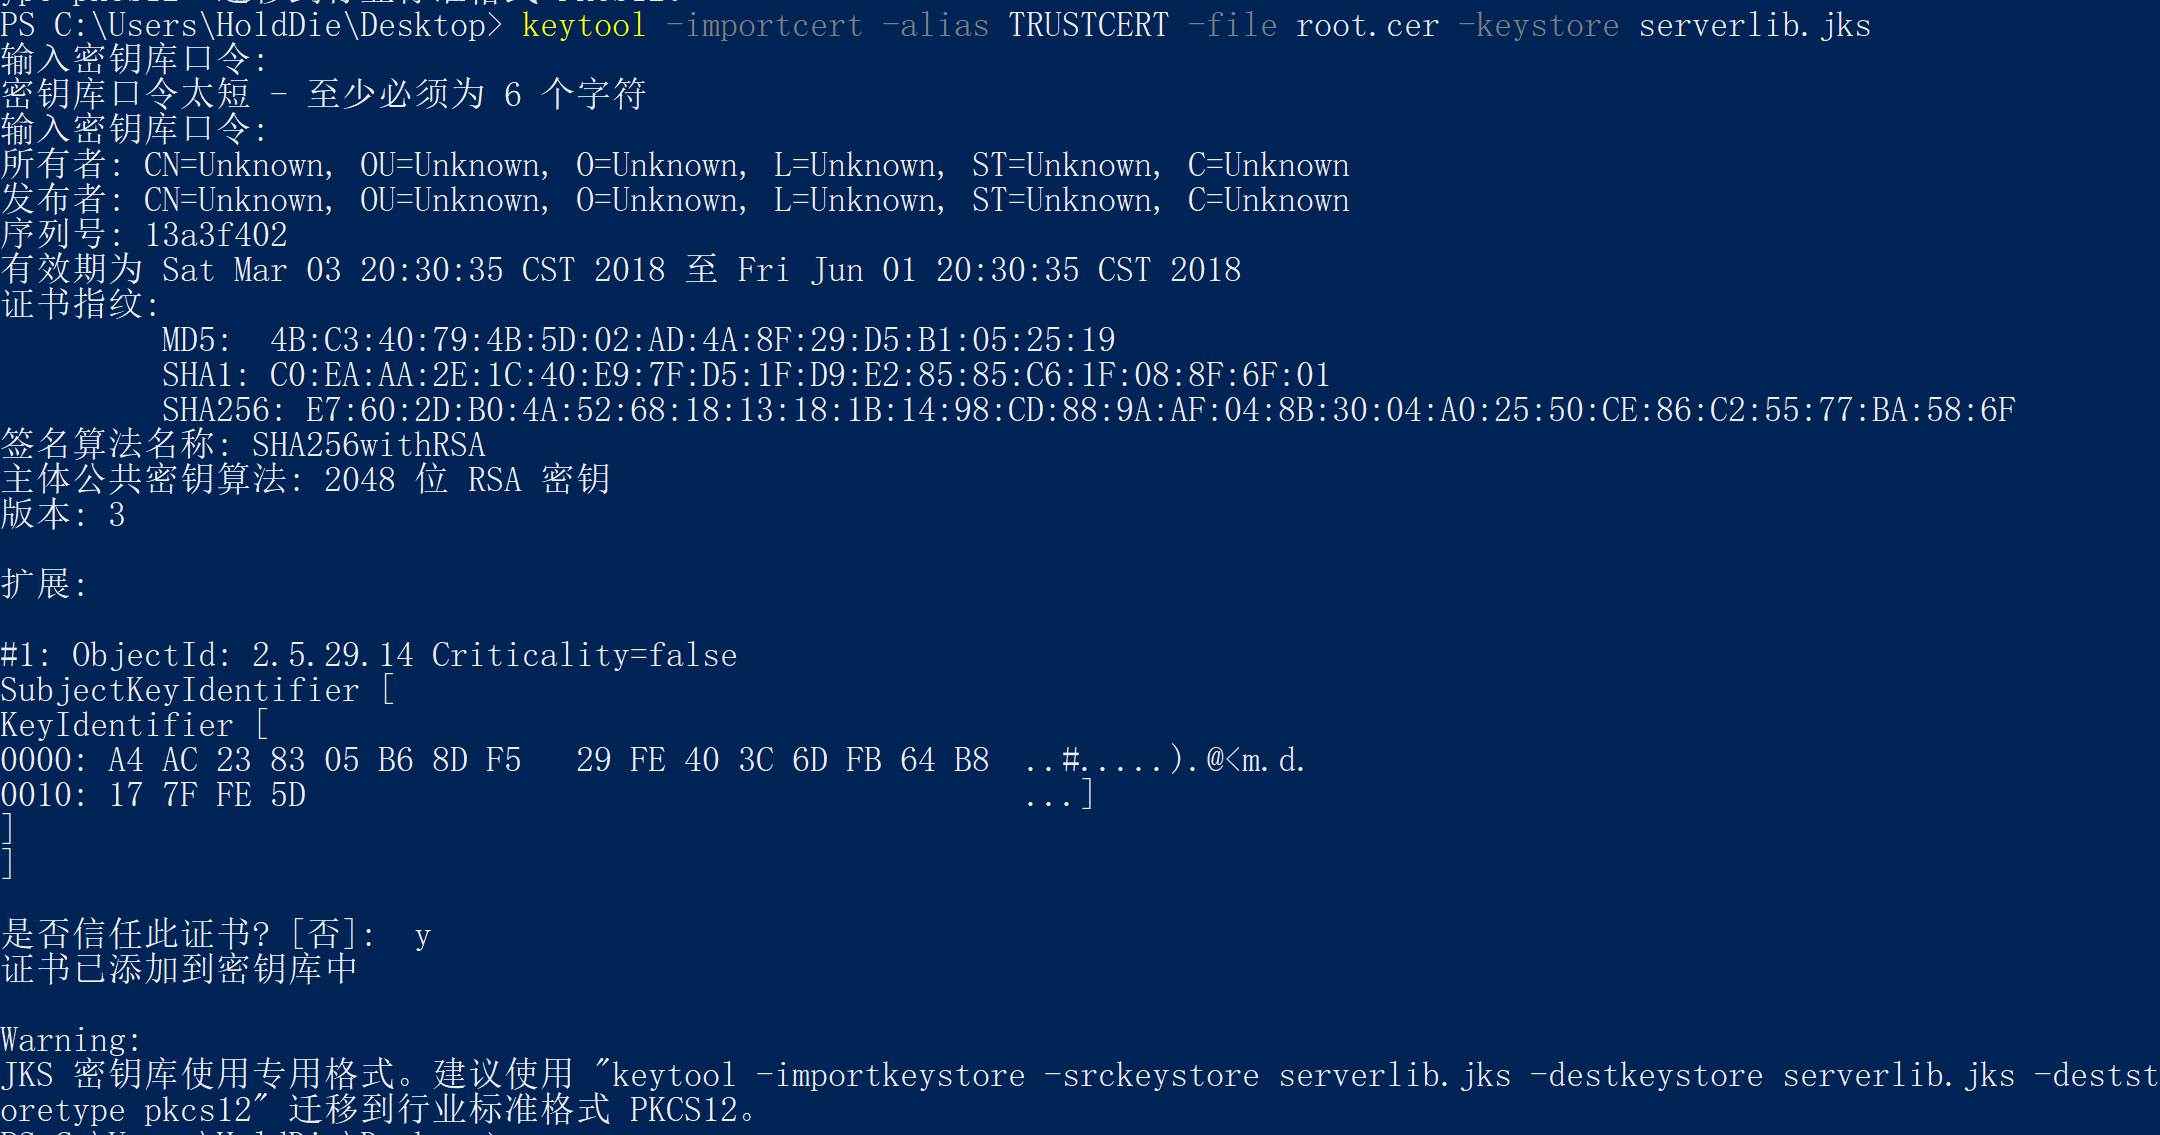 PS C:\Users\HoldDie\Desktop> keytool -importcert -alias TRUSTCERT -file root.cer -keystore serverlib.jks
输入密钥库口令:
密钥库口令太短 - 至少必须为 6 个字符
输入密钥库口令:
所有者: CN=Unknown, OU=Unknown, O=Unknown, L=Unknown, ST=Unknown, C=Unknown
发布者: CN=Unknown, OU=Unknown, O=Unknown, L=Unknown, ST=Unknown, C=Unknown
序列号: 13a3f402
有效期为 Sat Mar 03 20:30:35 CST 2018 至 Fri Jun 01 20:30:35 CST 2018
证书指纹:
MD5:  4B:C3:40:79:4B:5D:02:AD:4A:8F:29:D5:B1:05:25:19
SHA1: C0:EA:AA:2E:1C:40:E9:7F:D5:1F:D9:E2:85:85:C6:1F:08:8F:6F:01
SHA256: E7:60:2D:B0:4A:52:68:18:13:18:1B:14:98:CD:88:9A:AF:04:8B:30:04:A0:25:50:CE:86:C2:55:77:BA:58:6F
签名算法名称: SHA256withRSA
主体公共密钥算法: 2048 位 RSA 密钥
版本: 3
扩展:
#1: ObjectId: 2.5.29.14 Criticality=false
SubjectKeyIdentifier [
KeyIdentifier [
0000: A4 AC 23 83 05 B6 8D F5   29 FE 40 3C 6D FB 64 B8  ..#.....).@<m.d.
0010: 17 7F FE 5D                                        ...]
]
]
是否信任此证书? [否]:  y
证书已添加到密钥库中
Warning:
JKS 密钥库使用专用格式。建议使用 "keytool -importkeystore -srckeystore serverlib.jks -destkeystore serverlib.jks -destst
oretype pkcs12" 迁移到行业标准格式 PKCS12。